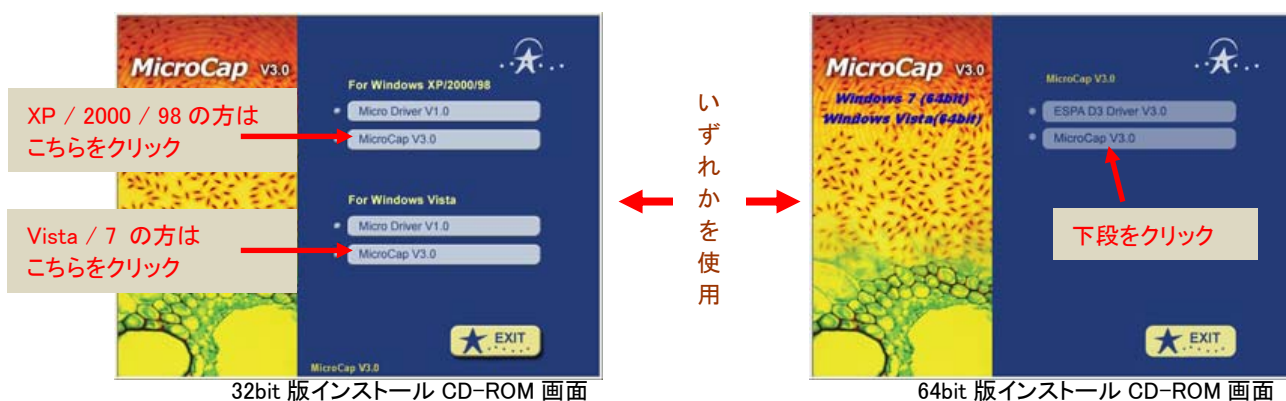 MicroCap V3.0
For Windows XP/2000/98
Micro Driver V1.0
MicroCap V3.0
XP / 2000 / 98 の方は
こちらをクリック
For Windows Vista
Micro Driver V1.0
MicroCap V3.0
Vista / 7 の方は
こちらをクリック
EXIT
MicroCap V3.0
32bit 版インストール CD-ROM 画面
いずれかを使用
MicroCap V3.0
Windows 7 (64bit)
Windows Vista(64bit)
MicroCap V3.0
ESPA D3 Driver V3.0
MicroCap V3.0
下段をクリック
EXIT
64bit 版インストール CD-ROM 画面